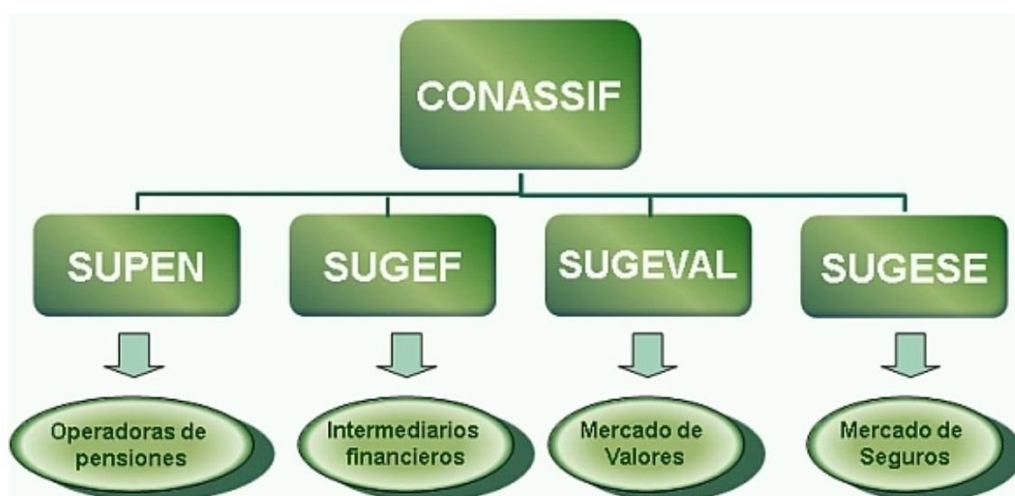 CONASSIF
SUPEN
SUGEF
SUGEVAL
SUGESE
Operadoras de
pensiones
Intermediarios
financieros
Mercado de
Valores
Mercado de
Seguros